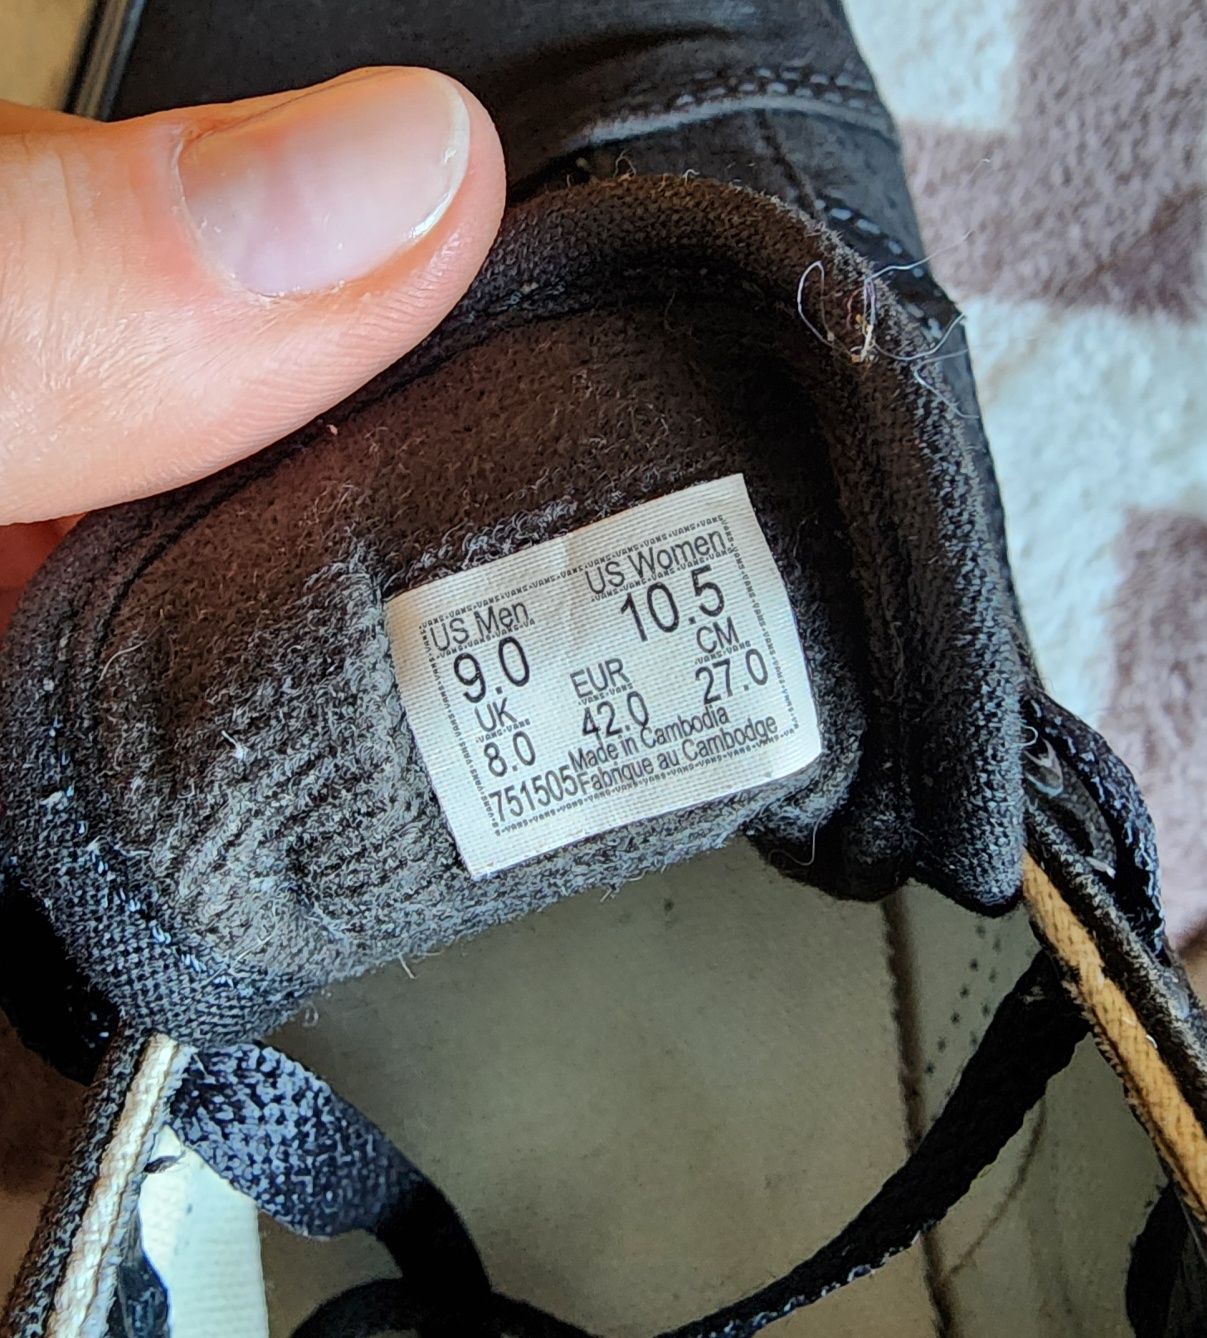 US Men US Women
9.0 10.5
UK EUR CM
8.0 42.0 27.0
751505 Made in Cambodia
Fabrique au Cambodge